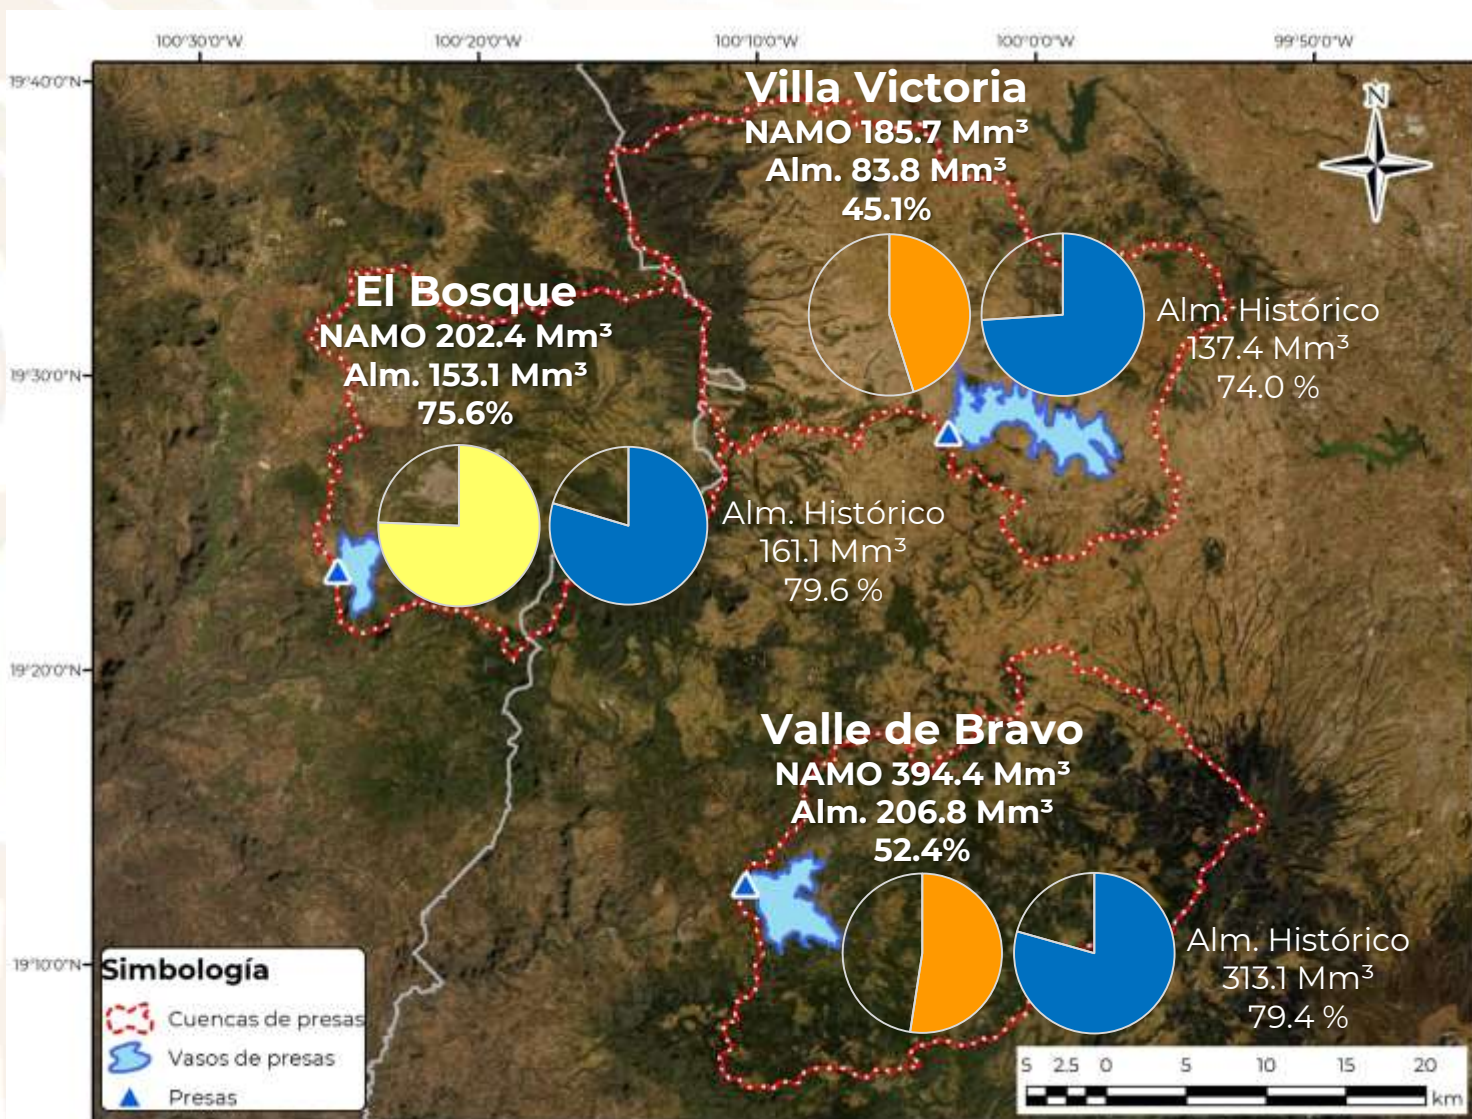 100°30'0"W
100°20'0"W
100°10'0"W
100°0'0"W
99°50'0"W
19°40'0"N
19°30'0"N
19°20'0"N
19°10'0"N
N
Villa Victoria
NAMO 185.7 Mm³
Alm. 83.8 Mm³
45.1%
Alm. Histórico
137.4 Mm³
74.0 %
El Bosque
NAMO 202.4 Mm³
Alm. 153.1 Mm³
75.6%
Alm. Histórico
161.1 Mm³
79.6 %
Valle de Bravo
NAMO 394.4 Mm³
Alm. 206.8 Mm³
52.4%
Alm. Histórico
313.1 Mm³
79.4 %
Simbología
Cuencas de presas
Vasos de presas
Presas
5 2.5 0 5 10 15 20
km